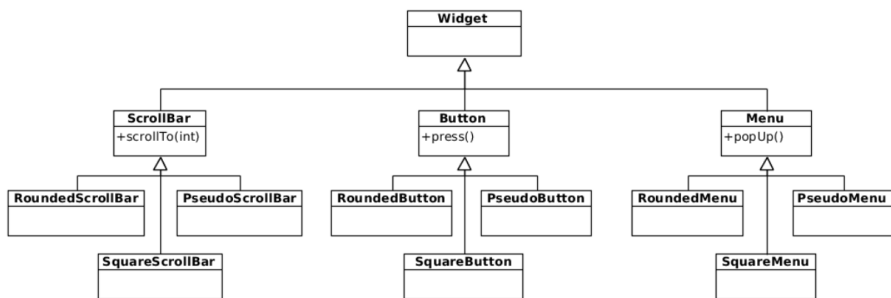 Widget
ScrollBar
+scrollTo(int)
Button
+press()
Menu
+popUp()
RoundedScrollBar
PseudoScrollBar
RoundedButton
PseudoButton
RoundedMenu
PseudoMenu
SquareScrollBar
SquareButton
SquareMenu